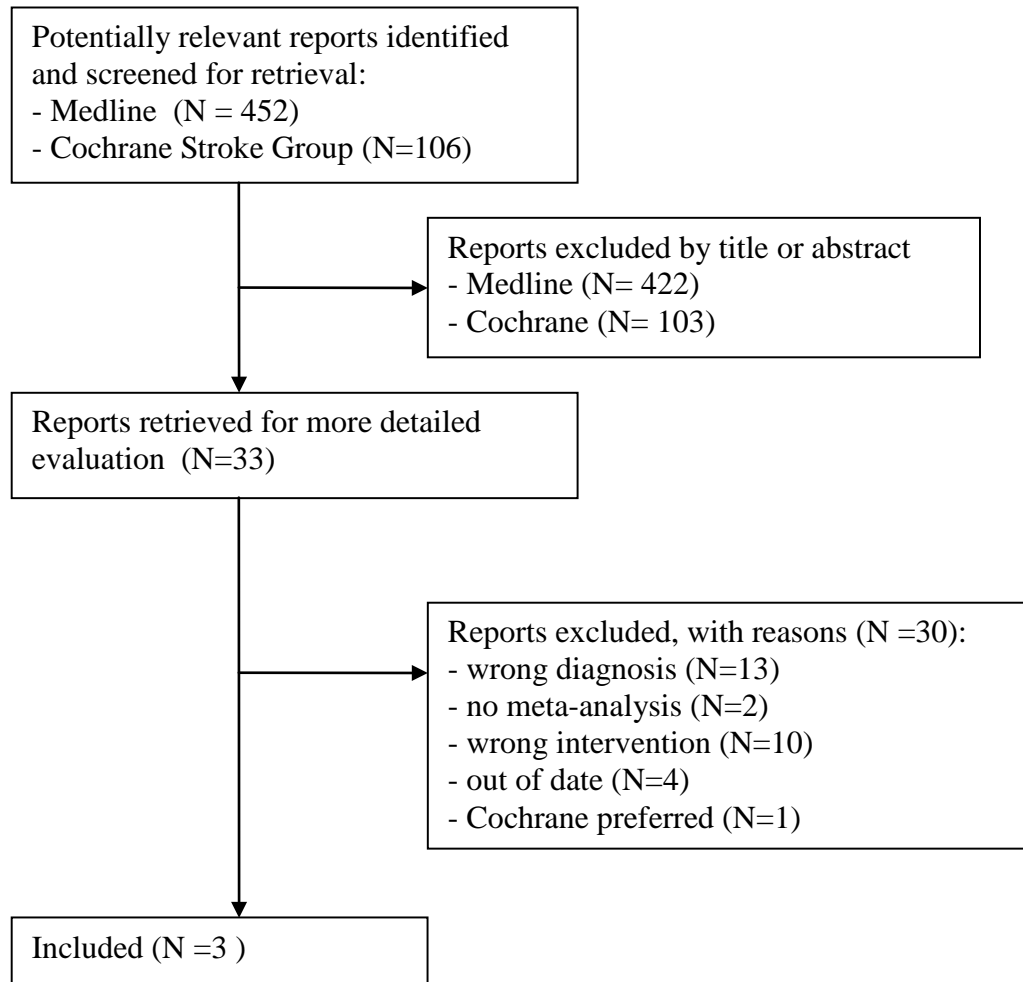 Potentially relevant reports identified
and screened for retrieval:
- Medline  (N = 452)
- Cochrane Stroke Group (N=106)
Reports excluded by title or abstract
- Medline (N= 422)
- Cochrane (N= 103)
Reports retrieved for more detailed
evaluation  (N=33)
Reports excluded, with reasons (N =30):
- wrong diagnosis (N=13)
- no meta-analysis (N=2)
- wrong intervention (N=10)
- out of date (N=4)
- Cochrane preferred (N=1)
Included (N =3 )